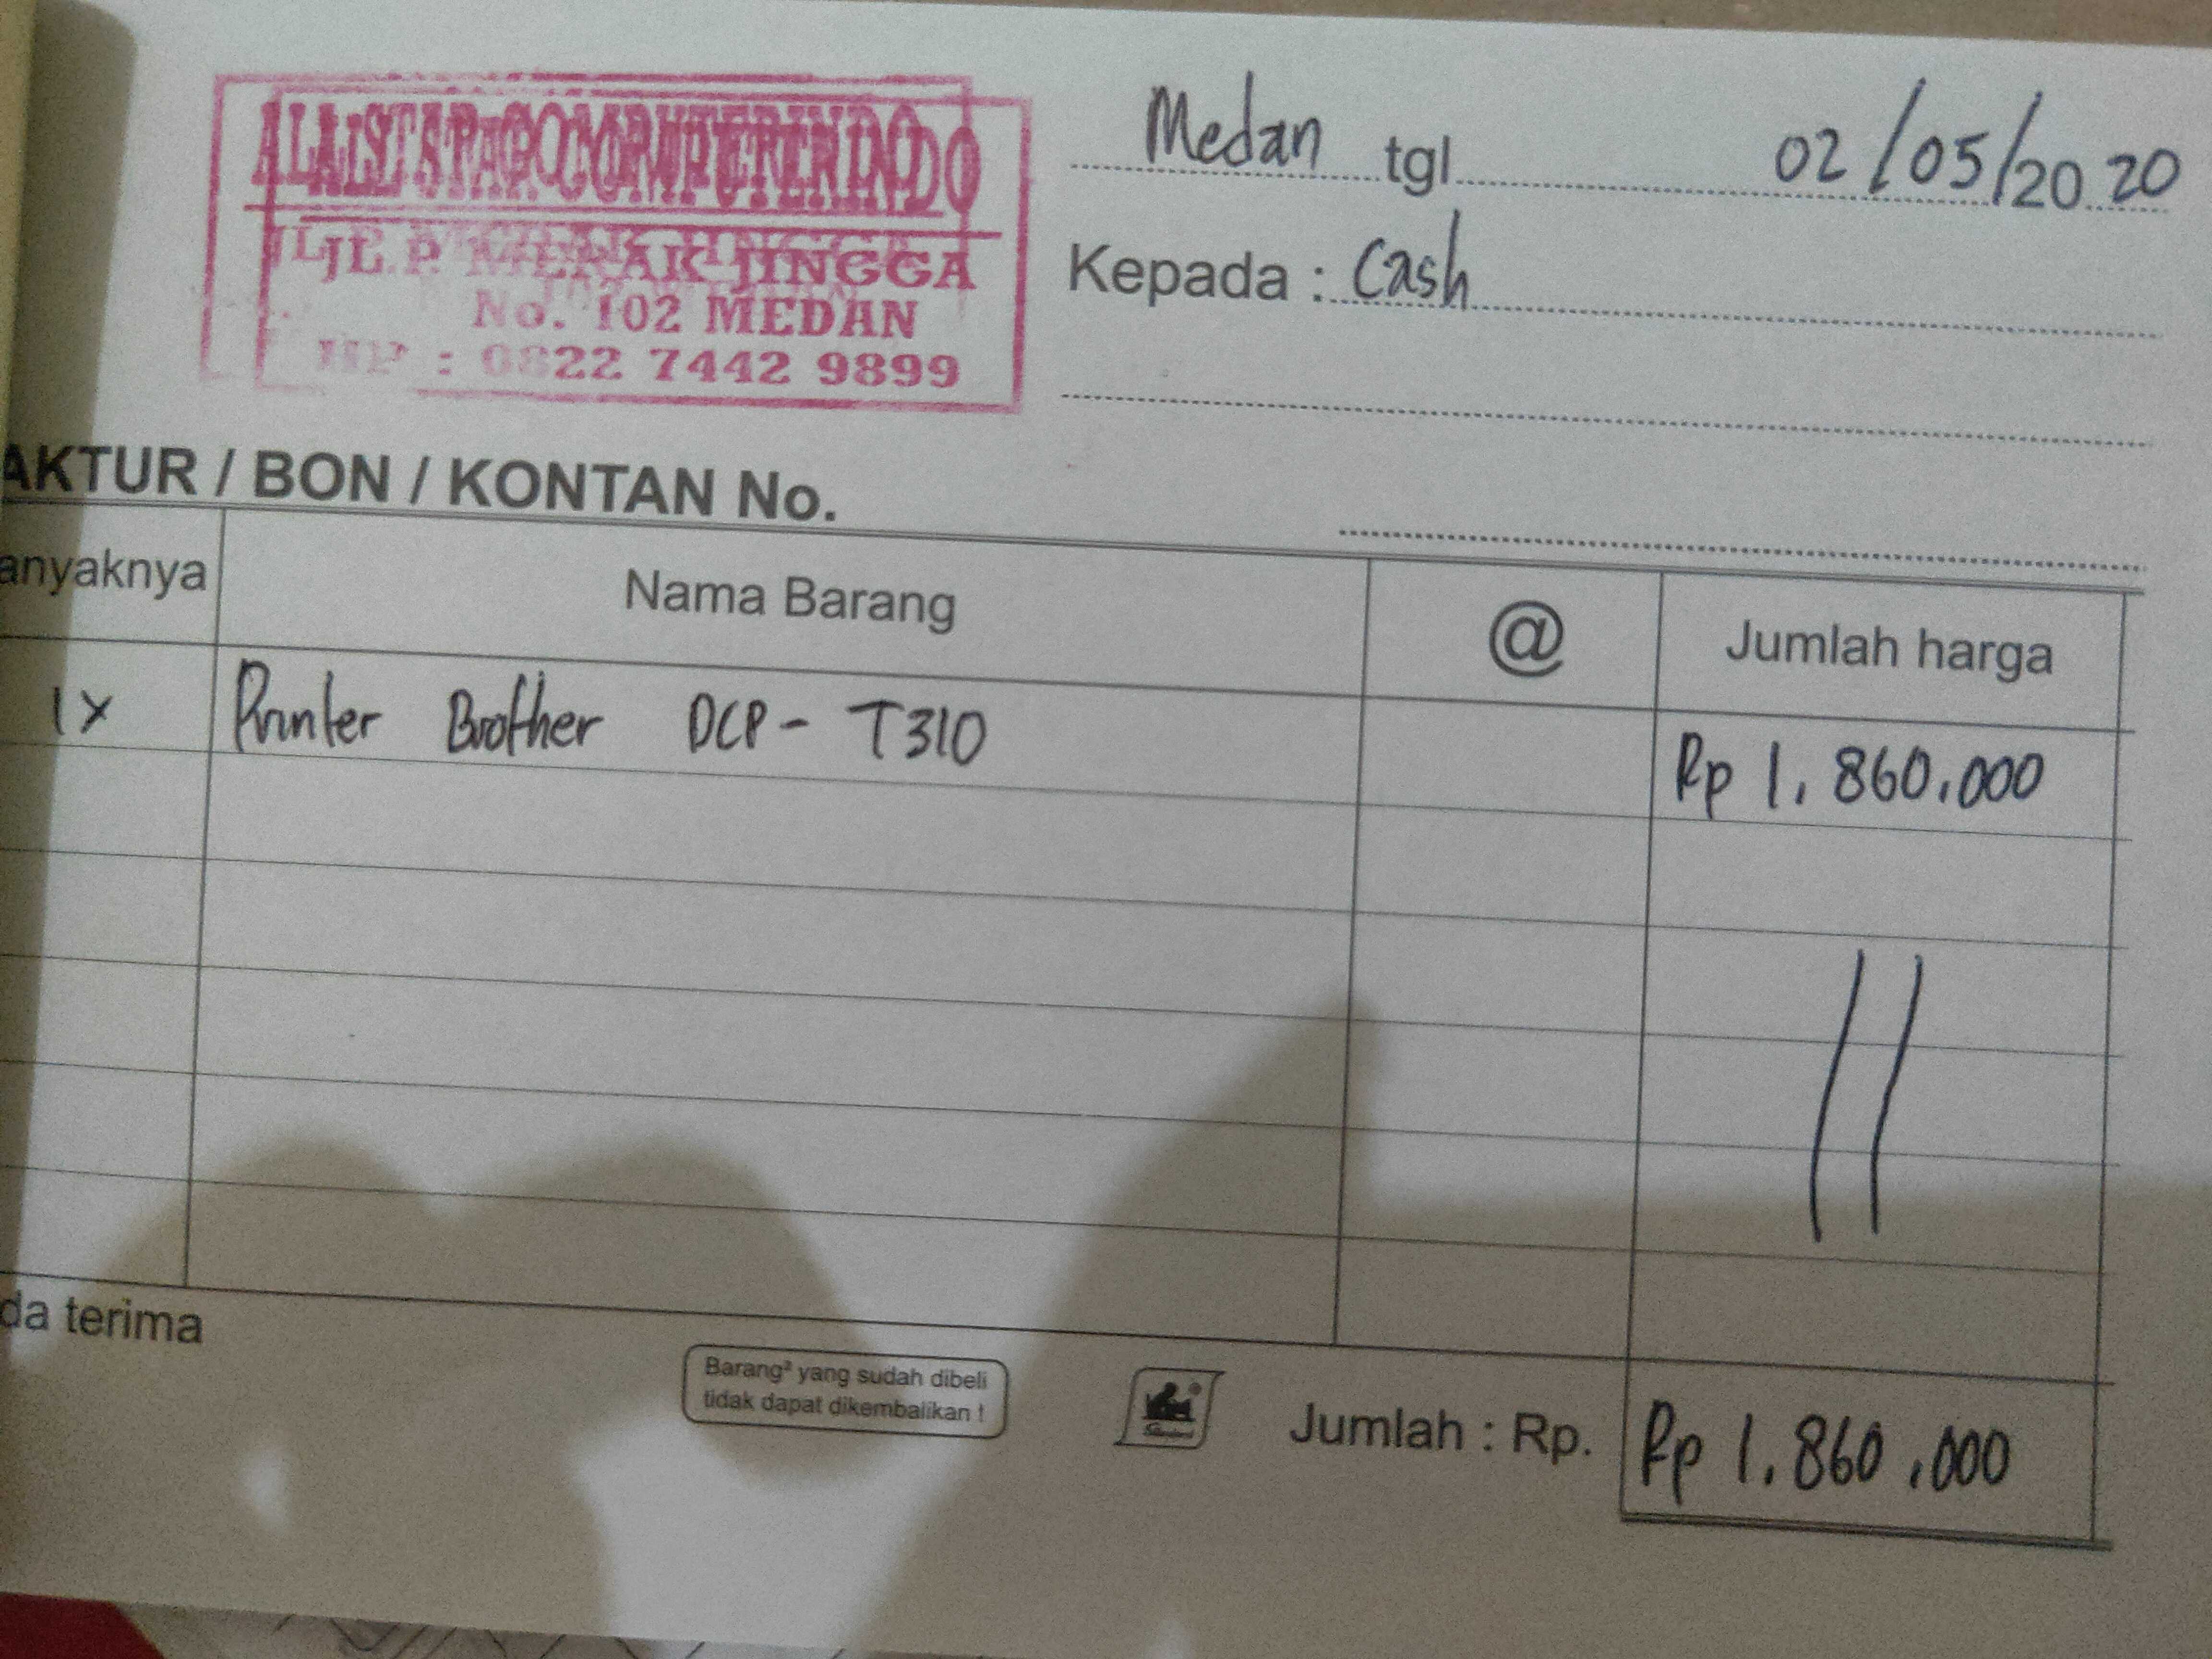 Medan tgl 02/05/2020
Kepada : Cash
JL. P. MERAK JINGGA
No. 102 MEDAN
HP : 0822 7442 9899
AKTUR / BON / KONTAN No.
anyaknya Nama Barang @ Jumlah harga
1x Printer Brother DCP - T310 Rp 1.860.000
da terima
Barang² yang sudah dibeli
tidak dapat dikembalikan !
Jumlah : Rp. Rp 1.860.000